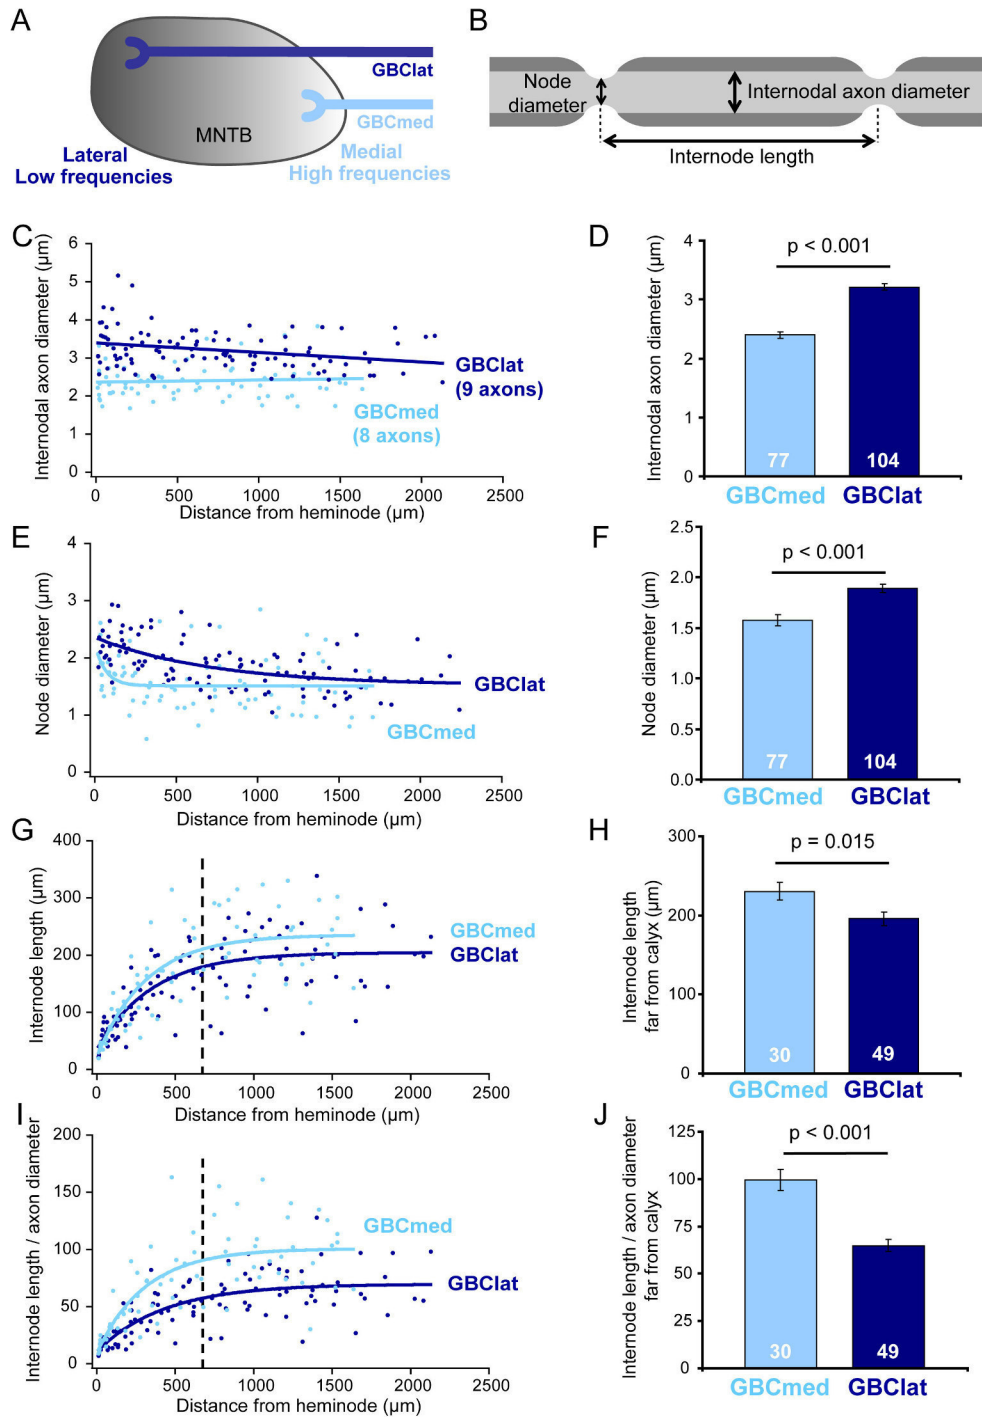 A
GBClat
GBCmed
MNTB
Lateral
Low frequencies
Medial
High frequencies
B
Node
diameter
Internodal axon diameter
Internode length
C
Internodal axon diameter (µm)
6
5
4
3
2
1
0
GBClat
(9 axons)
GBCmed
(8 axons)
0 500 1000 1500 2000 2500
Distance from heminode (µm)
D
Internodal axon diameter (µm)
4
3
2
1
0
p < 0.001
77 104
GBCmed GBClat
E
Node diameter (µm)
4
3
2
1
0
GBClat
GBCmed
0 500 1000 1500 2000 2500
Distance from heminode (µm)
F
Node diameter (µm)
2.5
2.0
1.5
1.0
0.5
0.0
p < 0.001
77 104
GBCmed GBClat
G
Internode length (µm)
400
300
200
100
0
GBCmed
GBClat
0 500 1000 1500 2000 2500
Distance from heminode (µm)
H
Internode length
far from calyx (µm)
300
200
100
0
p = 0.015
30 49
GBCmed GBClat
I
Internode length / axon diameter
200
150
100
50
0
GBCmed
GBClat
0 500 1000 1500 2000 2500
Distance from heminode (µm)
J
Internode length / axon diameter
far from calyx
125
100
75
50
25
0
p < 0.001
30 49
GBCmed GBClat